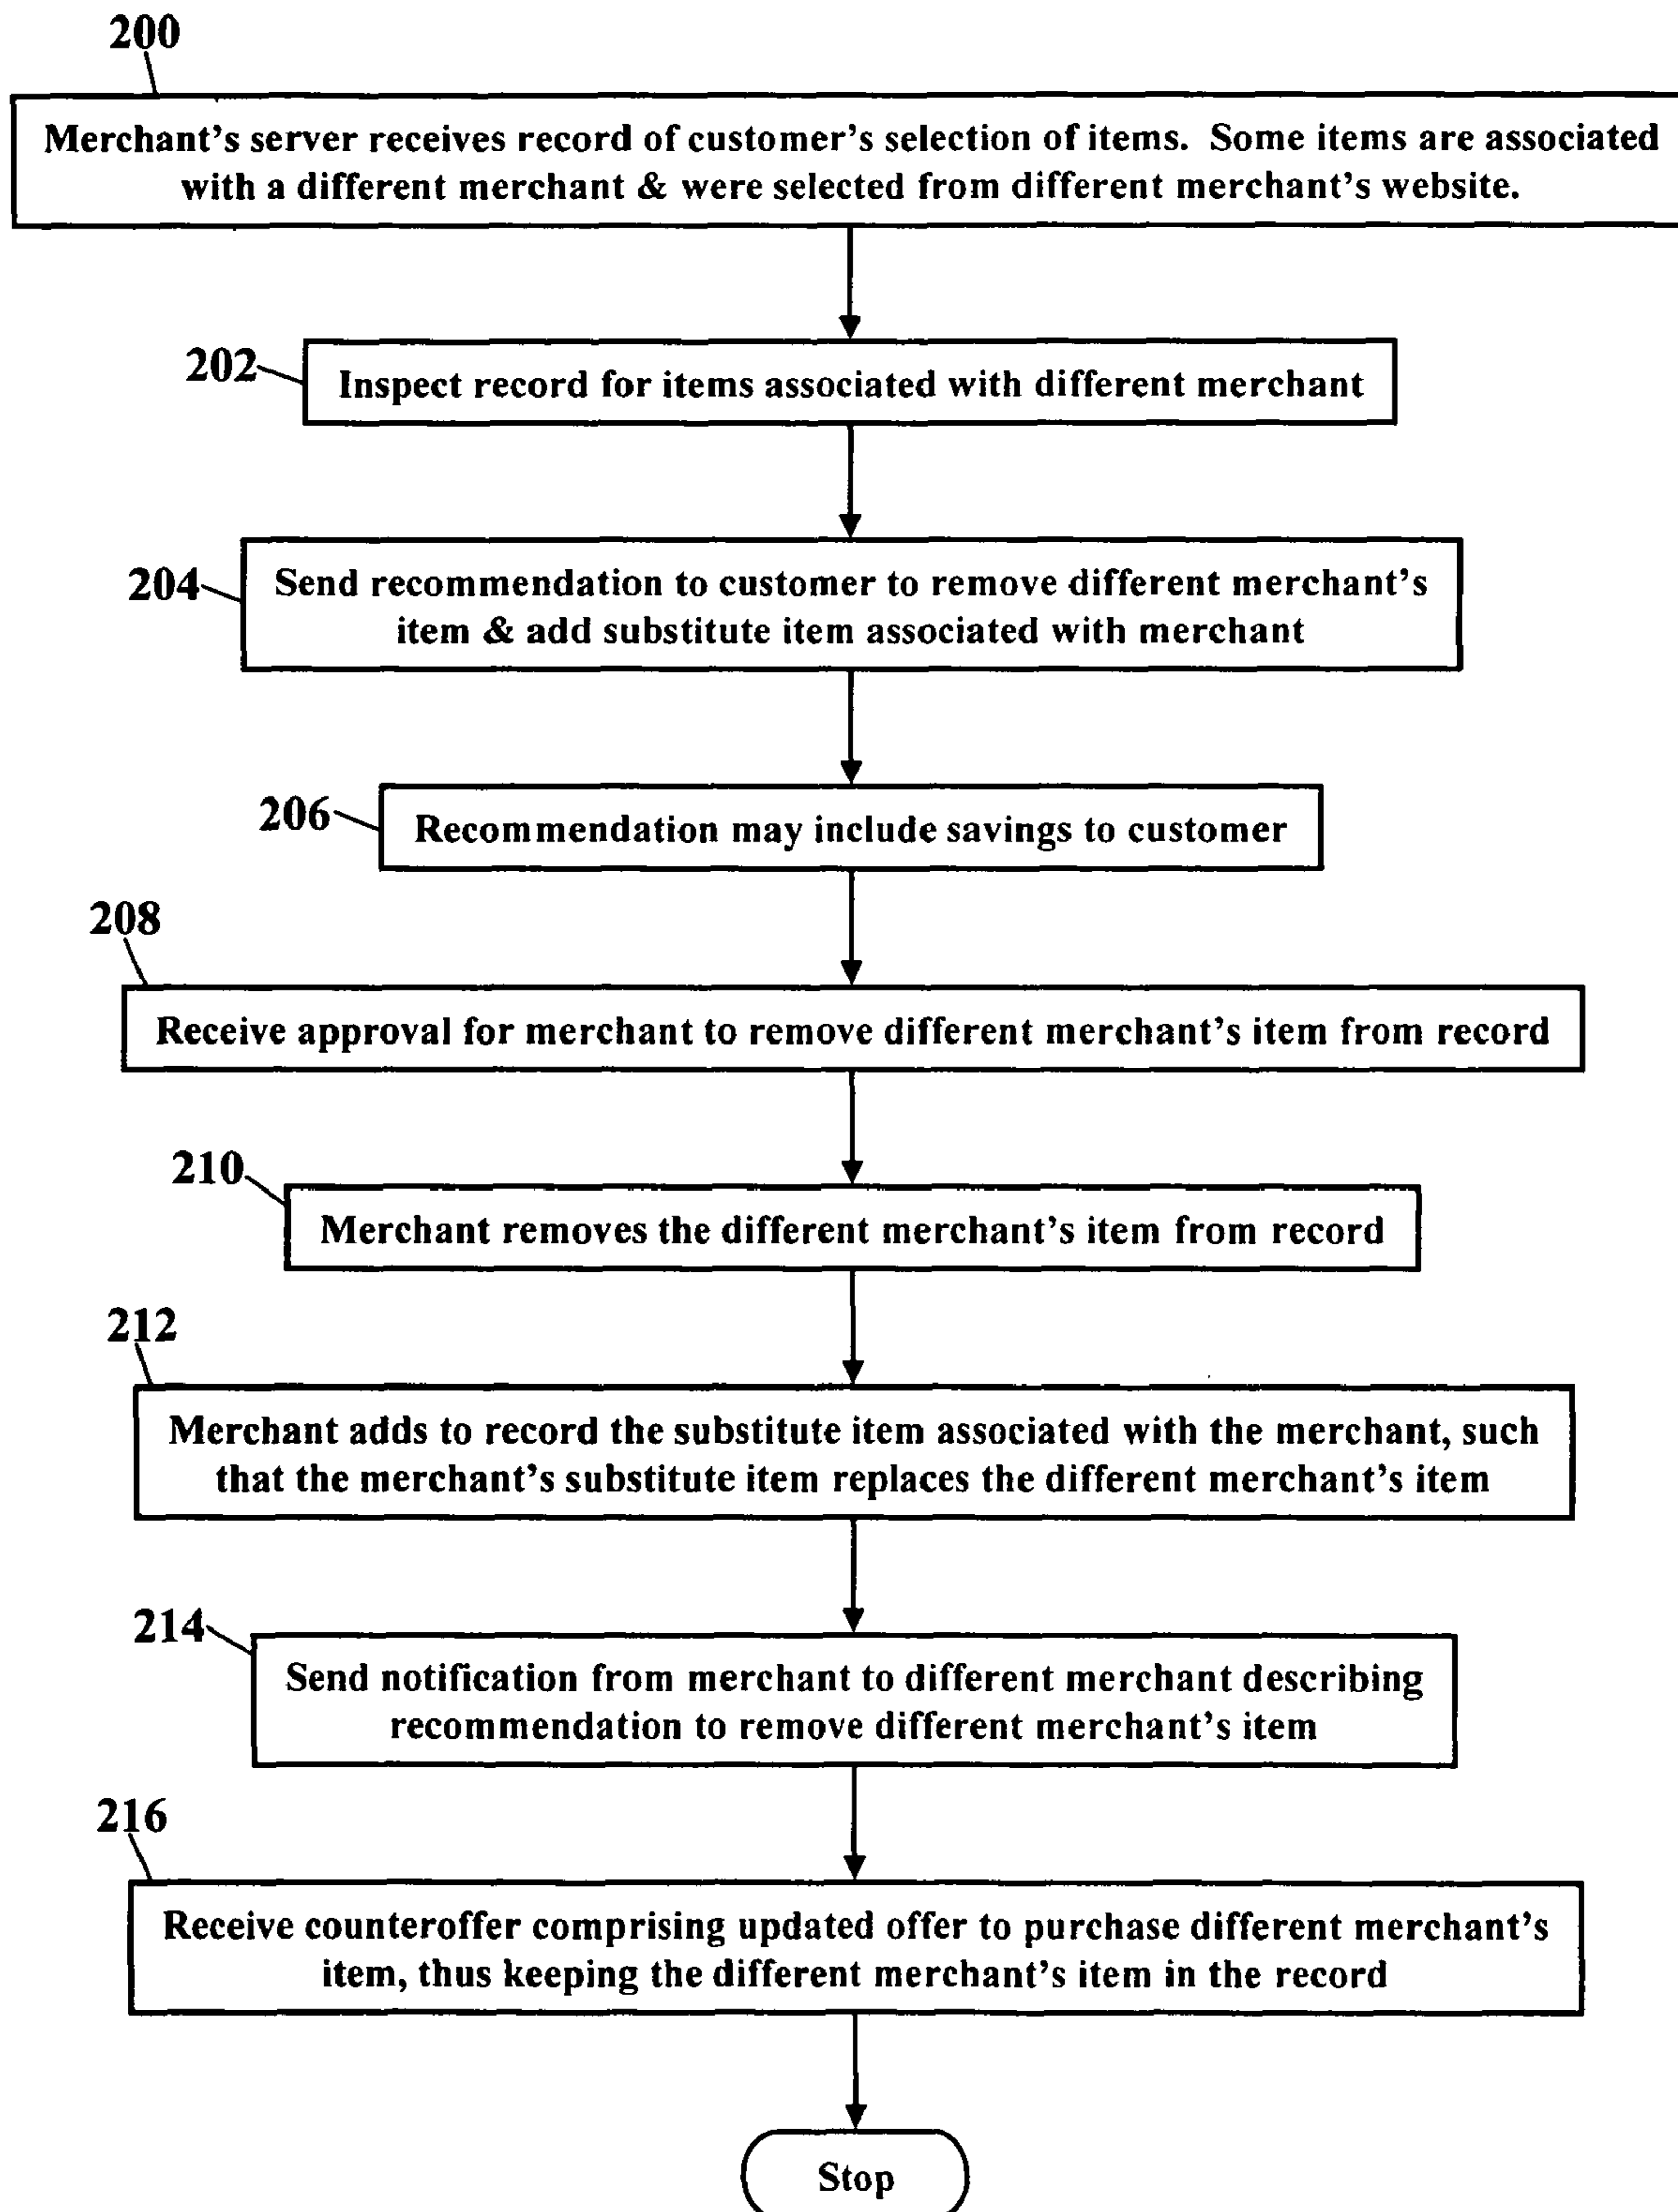 200
Merchant's server receives record of customer's selection of items. Some items are associated
with a different merchant & were selected from different merchant's website.
202
Inspect record for items associated with different merchant
204
Send recommendation to customer to remove different merchant's
item & add substitute item associated with merchant
206
Recommendation may include savings to customer
208
Receive approval for merchant to remove different merchant's item from record
210
Merchant removes the different merchant's item from record
212
Merchant adds to record the substitute item associated with the merchant, such
that the merchant's substitute item replaces the different merchant's item
214
Send notification from merchant to different merchant describing
recommendation to remove different merchant's item
216
Receive counteroffer comprising updated offer to purchase different merchant's
item, thus keeping the different merchant's item in the record
Stop